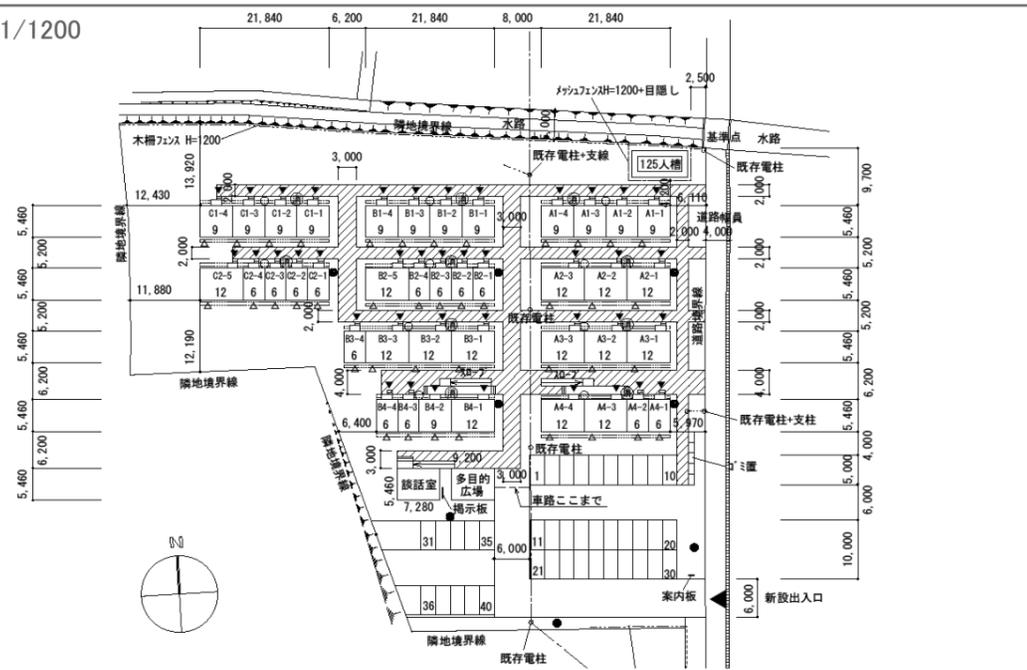 1/1200
21,840
6,200
21,840
8,000
21,840
2,500
メッシュフェンスH=1200+目隠し
隣地境界線
水路
木柵フェンス H=1200
基準点
水路
既存電柱+支線
125人槽
既存電柱
13,920
3,000
9,700
12,430
2,000
6,110
2,000
C1-4 C1-3 C1-2 C1-1
9 9 9 9
B1-4 B1-3 B1-2 B1-1
9 9 9 9
3,000
A1-4 A1-3 A1-2 A1-1
9 9 9 9
道路幅員
2,000 4,000
5,460
5,460
隣地境界線
5,200
2,000
2,000
5,200
C2-5 C2-4 C2-3 C2-2 C2-1
12 6 6 6 6
B2-5 B2-4 B2-3 B2-2 B2-1
12 6 6 6 6
A2-3 A2-2 A2-1
12 12 12
5,460
5,460
11,880
道路境界線
5,200
2,000
既存電柱
2,000
5,200
12,190
B3-4 B3-3 B3-2 B3-1
6 12 12 12
A3-3 A3-2 A3-1
12 12 12
5,460
5,460
隣地境界線
6,200
4,000
スロープ
スロープ
4,000
6,200
B4-4 B4-3 B4-2 B4-1
6 6 9 12
A4-4 A4-3 A4-2 A4-1
12 12 6 6
5,460
6,400
5,970
既存電柱+支柱
5,460
隣地境界線
6,200
3,000
9,200
既存電柱
4,000
ゴミ置
5,460
5,460
談話室
多目的
広場
3,000
1
10
5,000
7,280
掲示板
車路ここまで
6,000
31
35
6,000
11
20
10,000
21
30
N
36
40
案内板
6,000
新設出入口
隣地境界線
既存電柱